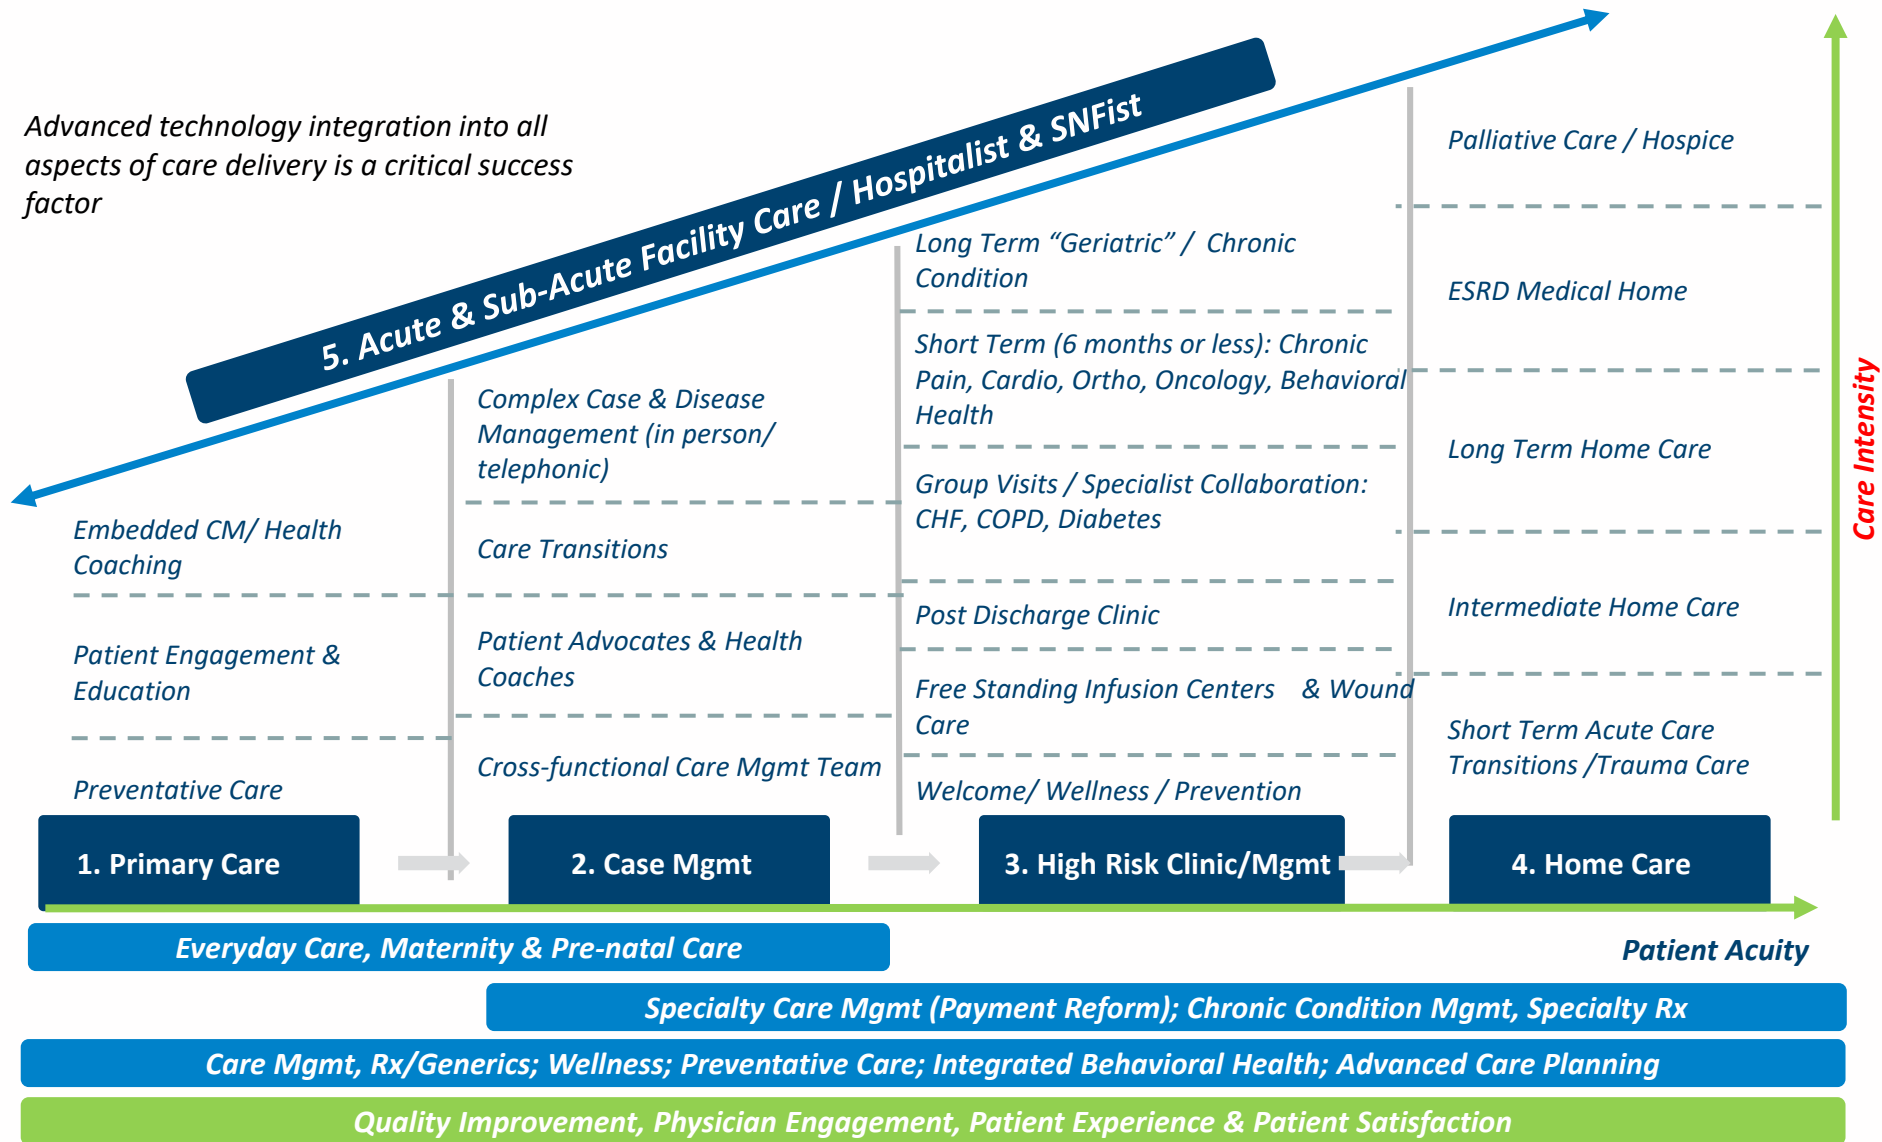 Advanced technology integration into all
aspects of care delivery is a critical success
factor
5. Acute & Sub-Acute Facility Care / Hospitalist & SNFist
Embedded CM/ Health
Coaching
Patient Engagement &
Education
Preventative Care
1. Primary Care
Complex Case & Disease
Management (in person/
telephonic)
Care Transitions
Patient Advocates & Health
Coaches
Cross-functional Care Mgmt Team
2. Case Mgmt
Long Term “Geriatric” / Chronic
Condition
Short Term (6 months or less): Chronic
Pain, Cardio, Ortho, Oncology, Behavioral
Health
Group Visits / Specialist Collaboration:
CHF, COPD, Diabetes
Post Discharge Clinic
Free Standing Infusion Centers & Wound
Care
Welcome/ Wellness / Prevention
3. High Risk Clinic/Mgmt
Palliative Care / Hospice
ESRD Medical Home
Long Term Home Care
Intermediate Home Care
Short Term Acute Care
Transitions /Trauma Care
4. Home Care
Care Intensity
Patient Acuity
Everyday Care, Maternity & Pre-natal Care
Specialty Care Mgmt (Payment Reform); Chronic Condition Mgmt, Specialty Rx
Care Mgmt, Rx/Generics; Wellness; Preventative Care; Integrated Behavioral Health; Advanced Care Planning
Quality Improvement, Physician Engagement, Patient Experience & Patient Satisfaction